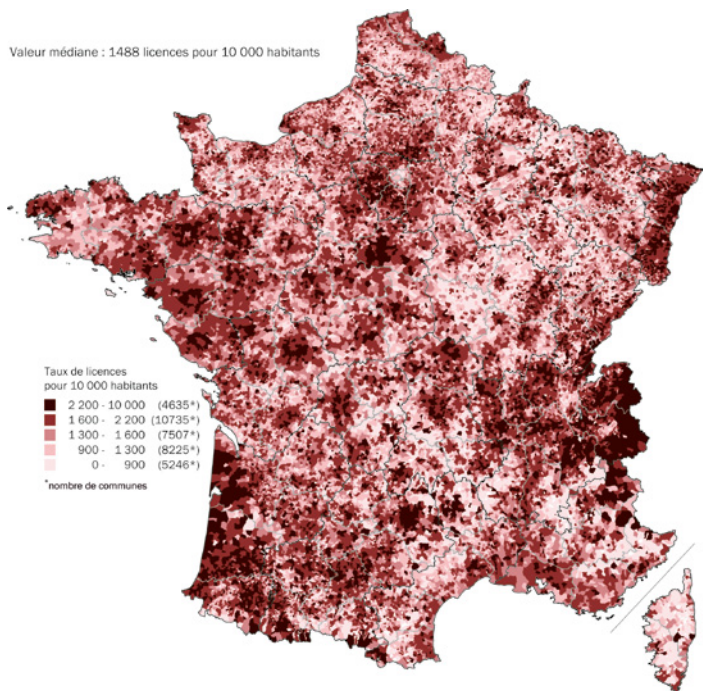 Valeur médiane : 1488 licences pour 10 000 habitants
Taux de licences
pour 10 000 habitants
2 200 - 10 000 (4635*)
1 600 - 2 200 (10735*)
1 300 - 1 600 (7507*)
900 - 1 300 (8225*)
0 - 900 (5246*)
*nombre de communes